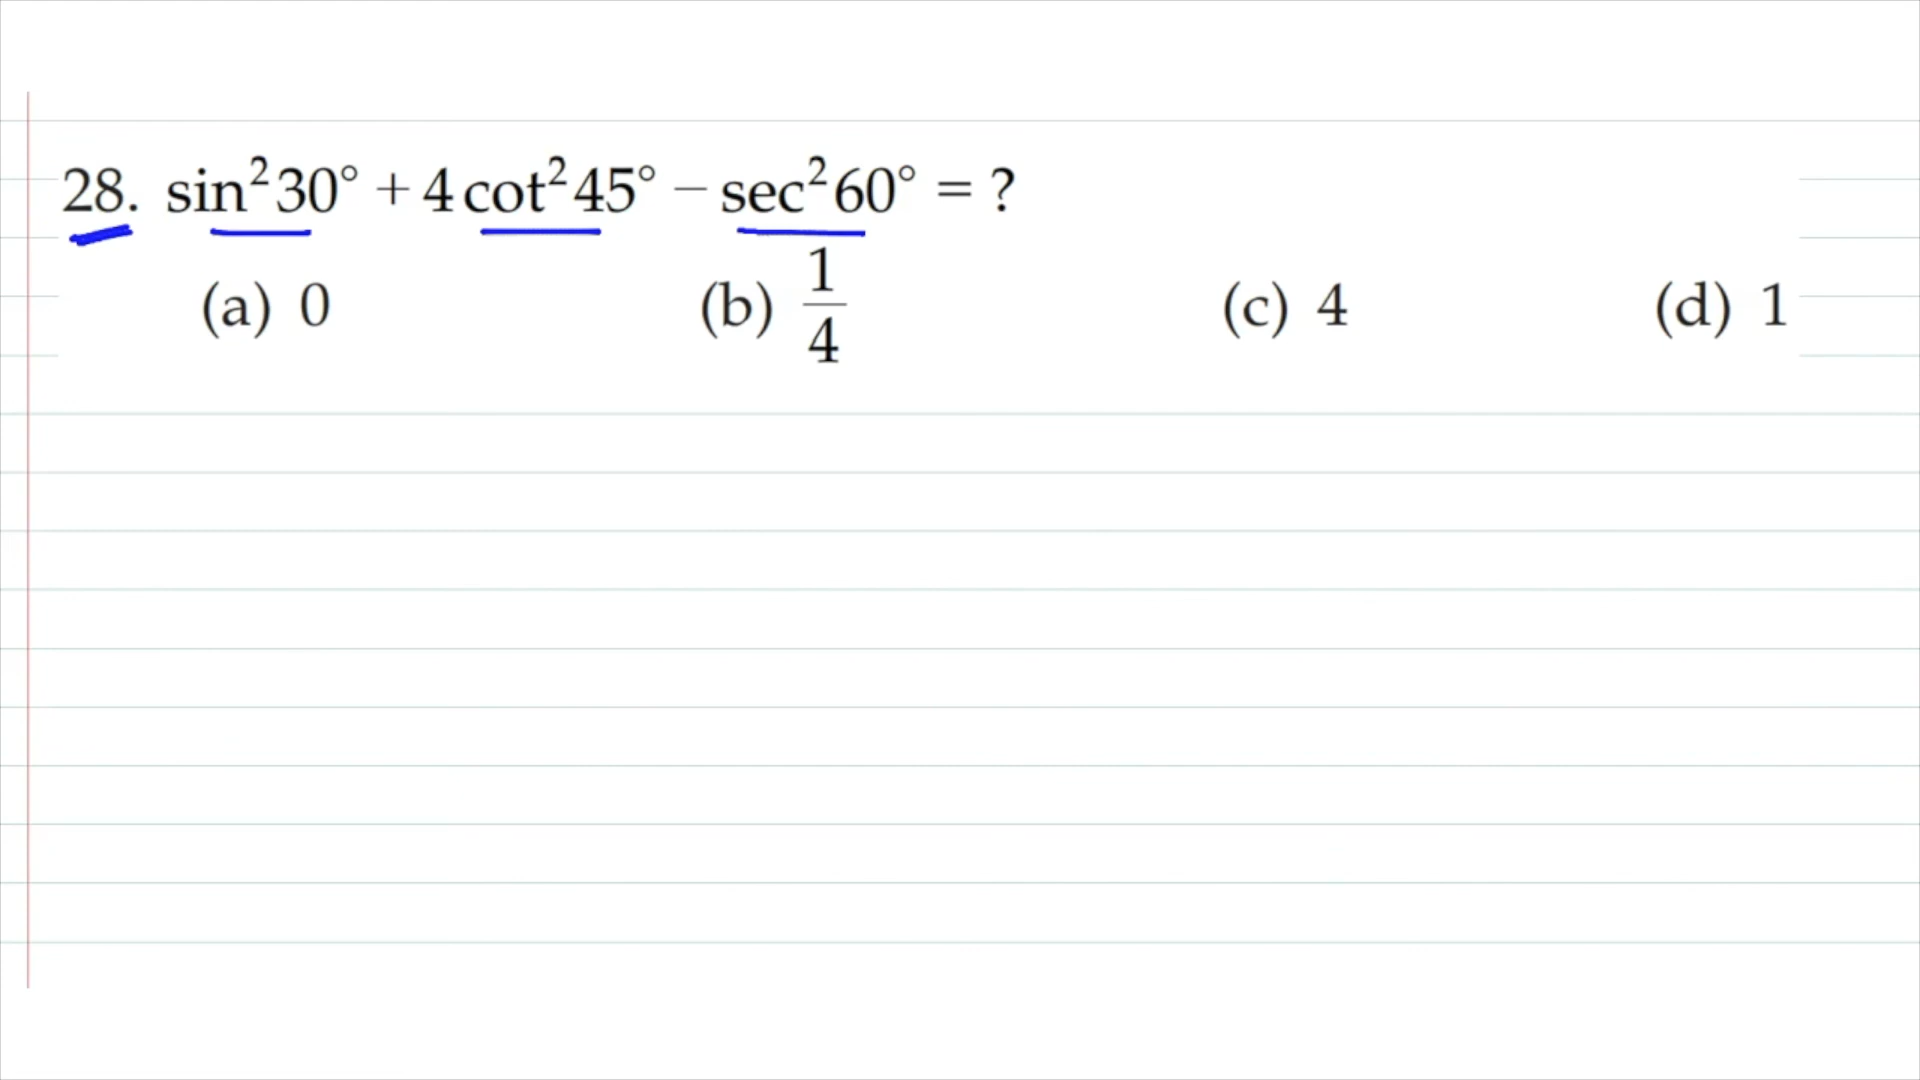 28. sin²30° + 4 cot²45° − sec²60° = ?
(a) 0 (b) 1/4 (c) 4 (d) 1